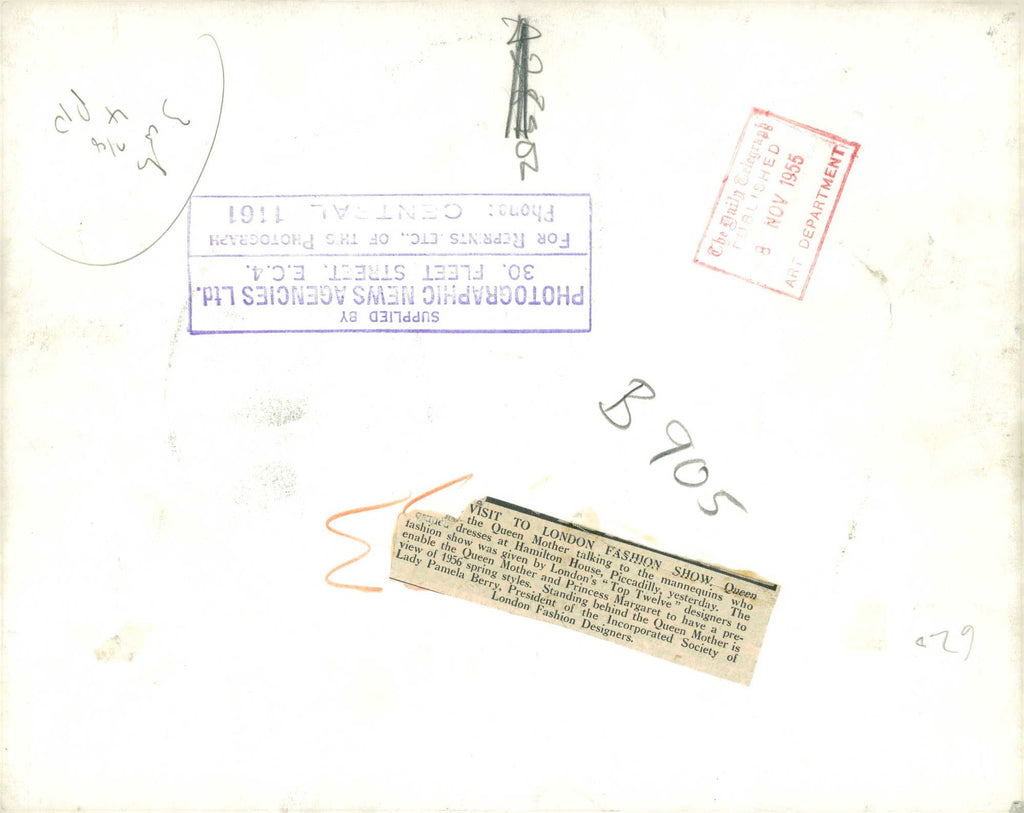 A98952
The Daily Telegraph
PUBLISHED
8 NOV 1955
ART DEPARTMENT
SUPPLIED BY
PHOTOGRAPHIC NEWS AGENCIES Ltd.
30, FLEET STREET, E.C.4.
FOR REPRINTS ETC., OF THIS PHOTOGRAPH
Phone: CENTRAL 1161
B905
VISIT TO LONDON FASHION SHOW. Queen
the Queen Mother talking to the mannequins who
dresses at Hamilton House, Piccadilly, yesterday. The
fashion show was given by London's "Top Twelve" designers to
enable the Queen Mother and Princess Margaret to have a pre-
view of 1956 spring styles. Standing behind the Queen Mother is
Lady Pamela Berry, President of the Incorporated Society of
London Fashion Designers.